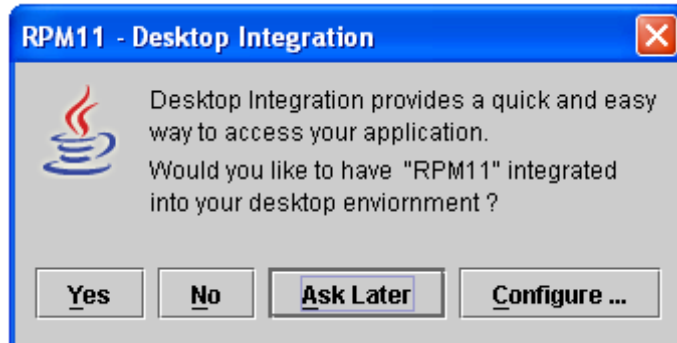 RPM11 - Desktop Integration
Desktop Integration provides a quick and easy
way to access your application.
Would you like to have "RPM11" integrated
into your desktop enviornment ?
Yes
No
Ask Later
Configure ...